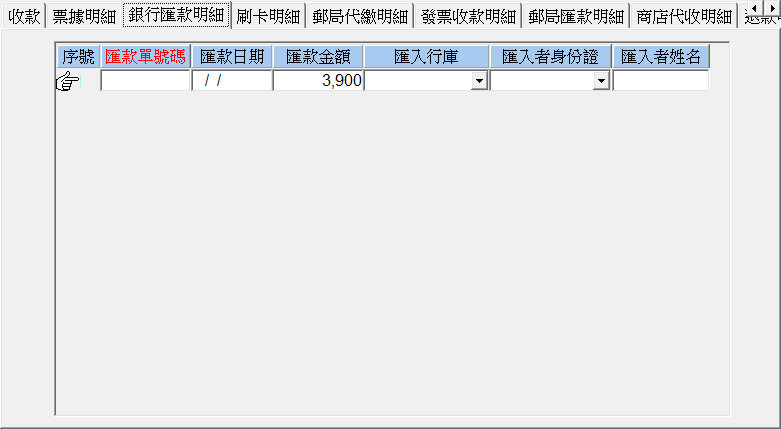 收款 票據明細 銀行匯款明細 刷卡明細 郵局代繳明細 發票收款明細 郵局匯款明細 商店代收明細 退款
序號 匯款單號碼 匯款日期 匯款金額 匯入行庫 匯入者身份證 匯入者姓名
/ / 3,900